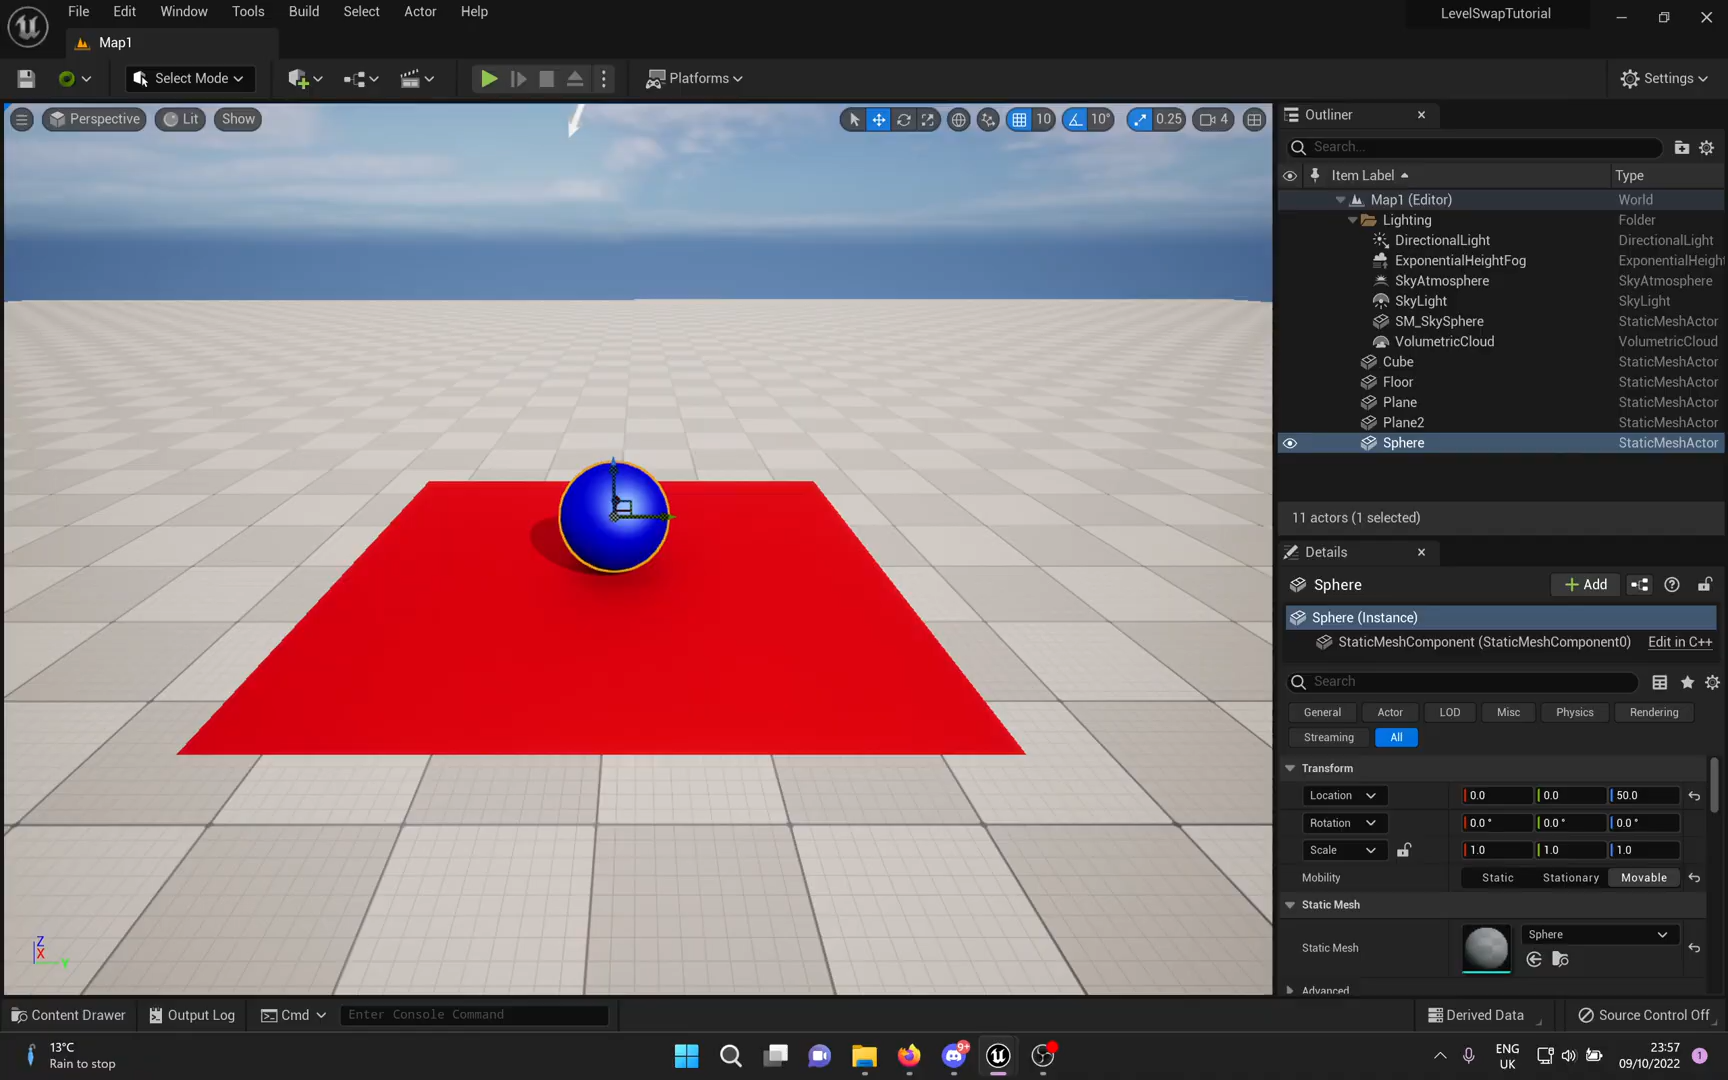 File Edit Window Tools Build Select Actor Help
LevelSwapTutorial
Map1
Select Mode
Platforms
Settings
Perspective Lit Show
10 10° 0.25 4
Outliner
Search...
Item Label Type
Map1 (Editor) World
Lighting Folder
DirectionalLight DirectionalLight
ExponentialHeightFog ExponentialHeight
SkyAtmosphere SkyAtmosphere
SkyLight SkyLight
SM_SkySphere StaticMeshActor
VolumetricCloud VolumetricCloud
Cube StaticMeshActor
Floor StaticMeshActor
Plane StaticMeshActor
Plane2 StaticMeshActor
Sphere StaticMeshActor
11 actors (1 selected)
Details
Sphere
Add
Sphere (Instance)
StaticMeshComponent (StaticMeshComponent0) Edit in C++
Search
General Actor LOD Misc Physics Rendering
Streaming All
Transform
Location 0.0 0.0 50.0
Rotation 0.0° 0.0° 0.0°
Scale 1.0 1.0 1.0
Mobility Static Stationary Movable
Static Mesh
Static Mesh Sphere
Advanced
Z
X
Y
Content Drawer Output Log Cmd Enter Console Command
Derived Data Source Control Off
13°C
Rain to stop
9+
ENG
UK
23:57
09/10/2022
1